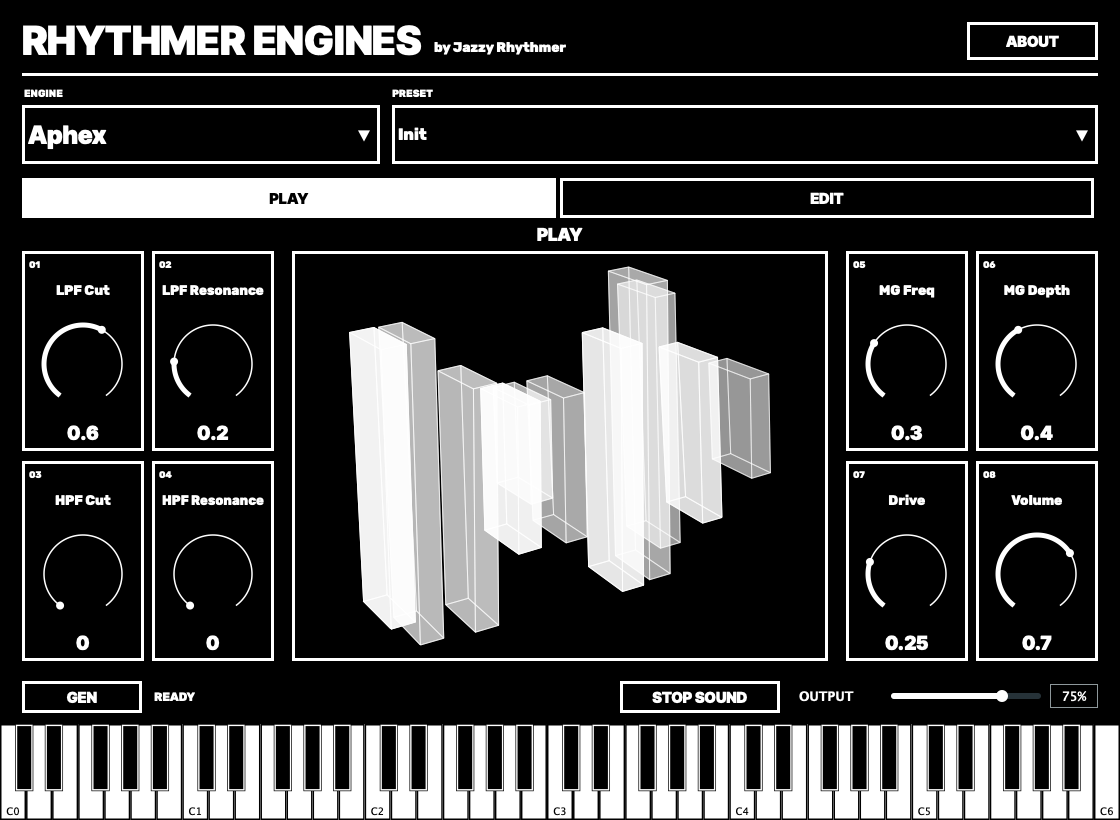 RHYTHMER ENGINES by Jazzy Rhythmer
ABOUT
ENGINE
PRESET
Aphex ▼
Init ▼
PLAY
EDIT
PLAY
01
LPF Cut
0.6
02
LPF Resonance
0.2
03
HPF Cut
0
04
HPF Resonance
0
05
MG Freq
0.3
06
MG Depth
0.4
07
Drive
0.25
08
Volume
0.7
GEN
READY
STOP SOUND
OUTPUT
75%
C0
C1
C2
C3
C4
C5
C6